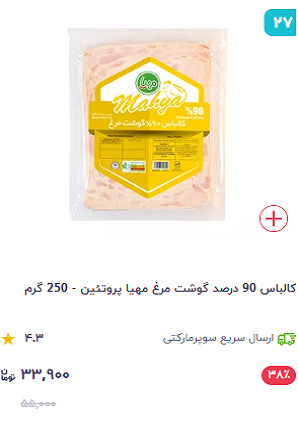 ۲۷
مهیا
Mahya
%90
کالباس ۹۰٪ گوشت مرغ
کالباس 90 درصد گوشت مرغ مهیا پروتئین - 250 گرم
ارسال سریع سوپرمارکتی
۴.۳
۳۸٪
۳۳,۹۰۰ تومان
۵۵,۰۰۰